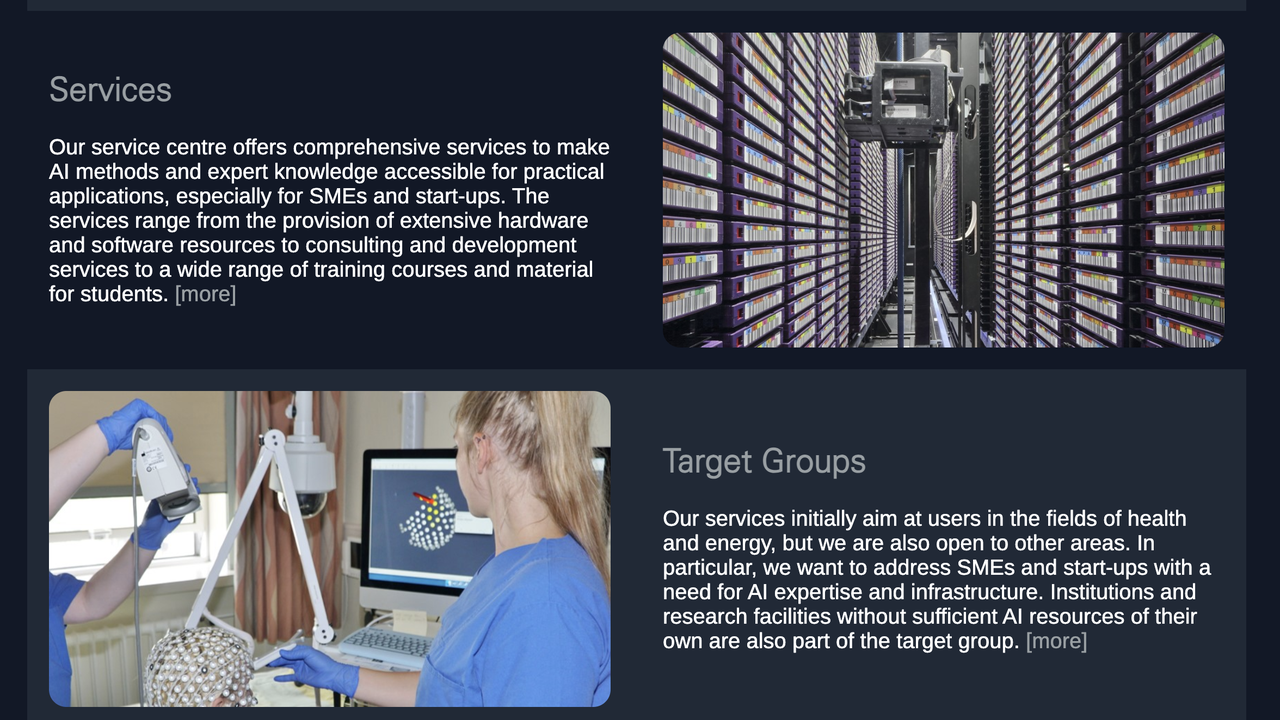 Services
Our service centre offers comprehensive services to make
AI methods and expert knowledge accessible for practical
applications, especially for SMEs and start-ups. The
services range from the provision of extensive hardware
and software resources to consulting and development
services to a wide range of training courses and material
for students. [more]
Target Groups
Our services initially aim at users in the fields of health
and energy, but we are also open to other areas. In
particular, we want to address SMEs and start-ups with a
need for AI expertise and infrastructure. Institutions and
research facilities without sufficient AI resources of their
own are also part of the target group. [more]